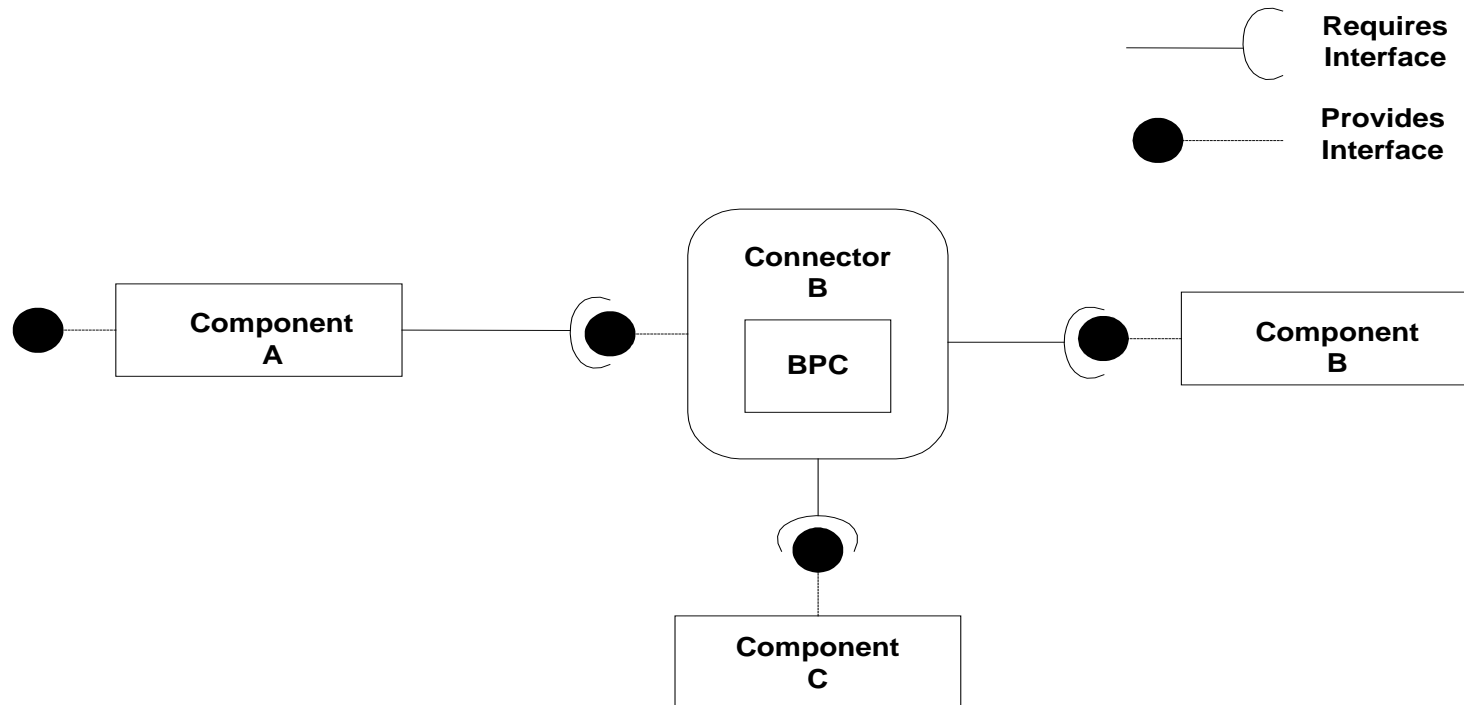 Requires
Interface
Provides
Interface
Connector
B
BPC
Component
A
Component
B
Component
C